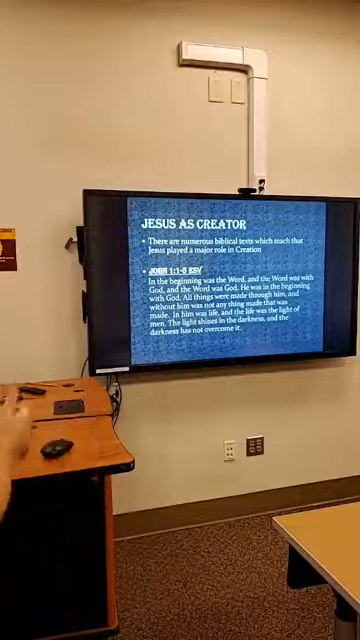 JESUS AS CREATOR
• There are numerous biblical texts which teach that
Jesus played a major role in Creation
• JOHN 1:1-5 ESV
In the beginning was the Word, and the Word was with
God, and the Word was God. He was in the beginning
with God. All things were made through him, and
without him was not any thing made that was
made. In him was life, and the life was the light of
men. The light shines in the darkness, and the
darkness has not overcome it.